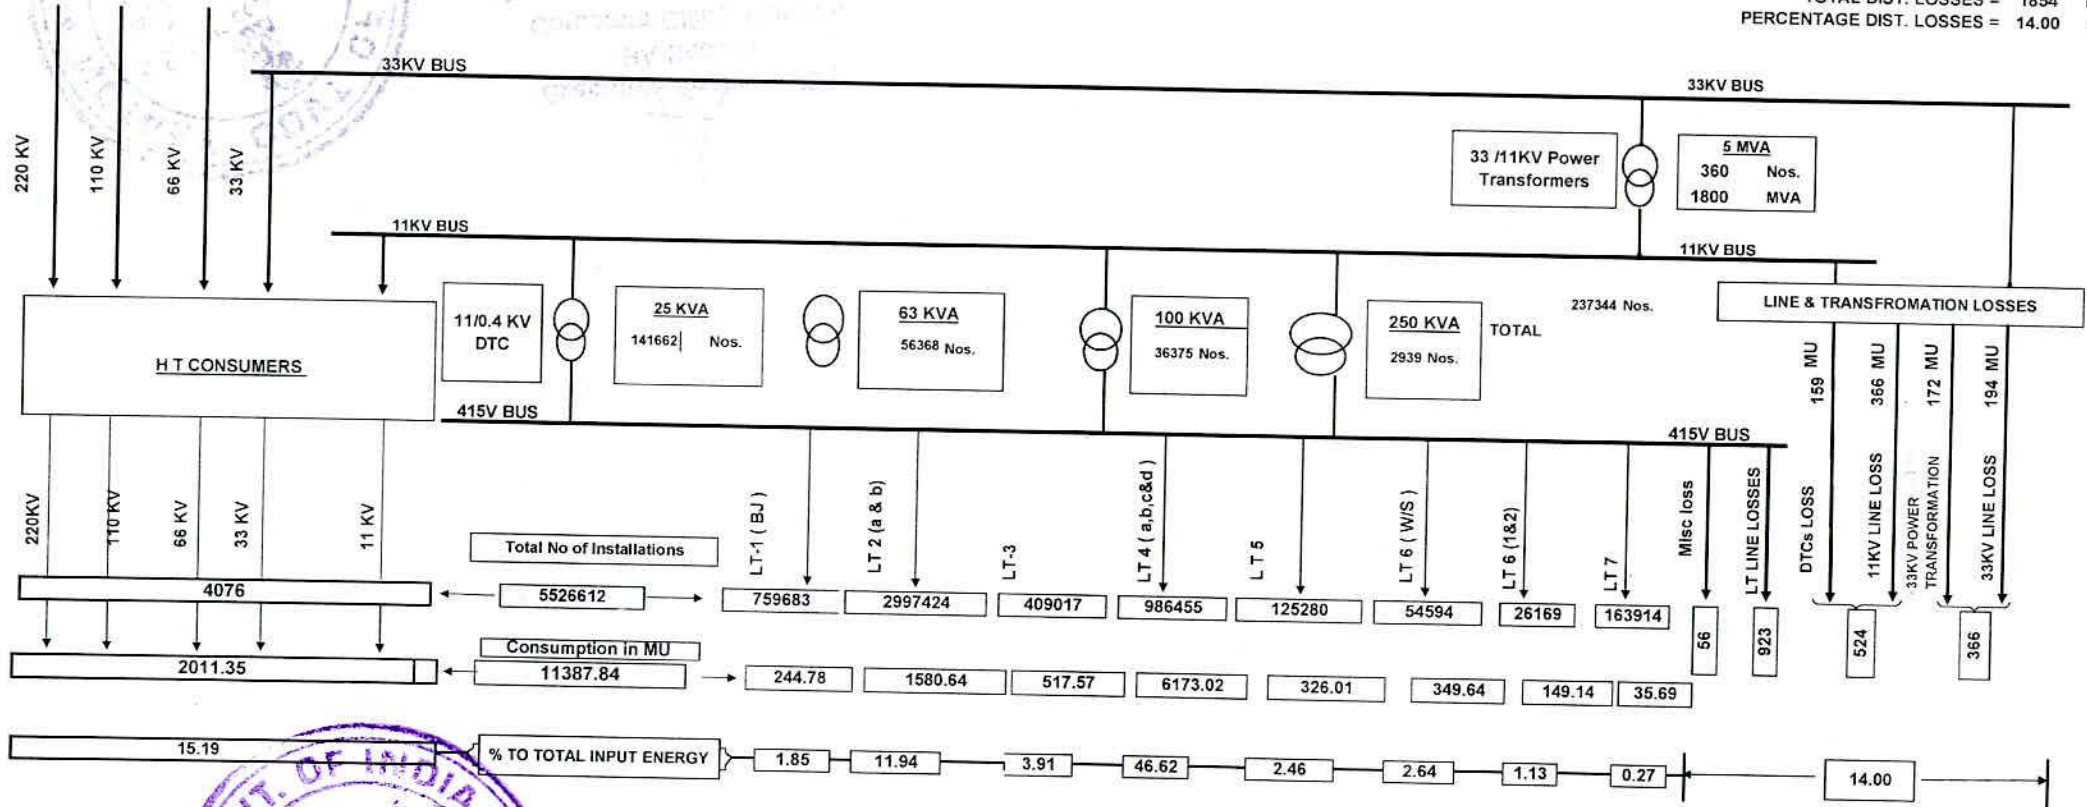 TOTAL DIST. LOSSES = 1854
PERCENTAGE DIST. LOSSES = 14.00
33KV BUS
33KV BUS
220 KV
110 KV
66 KV
33 KV
33 /11KV Power
Transformers
5 MVA
360 Nos.
1800 MVA
11KV BUS
11KV BUS
H T CONSUMERS
11/0.4 KV
DTC
25 KVA
141662| Nos.
63 KVA
56368 Nos.
100 KVA
36375 Nos.
250 KVA
2939 Nos.
TOTAL
237344 Nos.
LINE & TRANSFROMATION LOSSES
159 MU
366 MU
172 MU
194 MU
415V BUS
415V BUS
220KV
110 KV
66 KV
33 KV
11 KV
Total No of Installations
LT-1 ( BJ )
LT 2 (a & b)
LT-3
LT 4 ( a,b,c&d )
LT 5
LT 6 ( W/S )
LT 6 (1&2)
LT 7
Misc loss
LT LINE LOSSES
DTCs LOSS
11KV LINE LOSS
33KV POWER
TRANSFORMATION
33KV LINE LOSS
4076
5526612
759683
2997424
409017
986455
125280
54594
26169
163914
56
923
524
366
Consumption in MU
2011.35
11387.84
244.78
1580.64
517.57
6173.02
326.01
349.64
149.14
35.69
15.19
% TO TOTAL INPUT ENERGY
1.85
11.94
3.91
46.62
2.46
2.64
1.13
0.27
14.00
OF INDIA